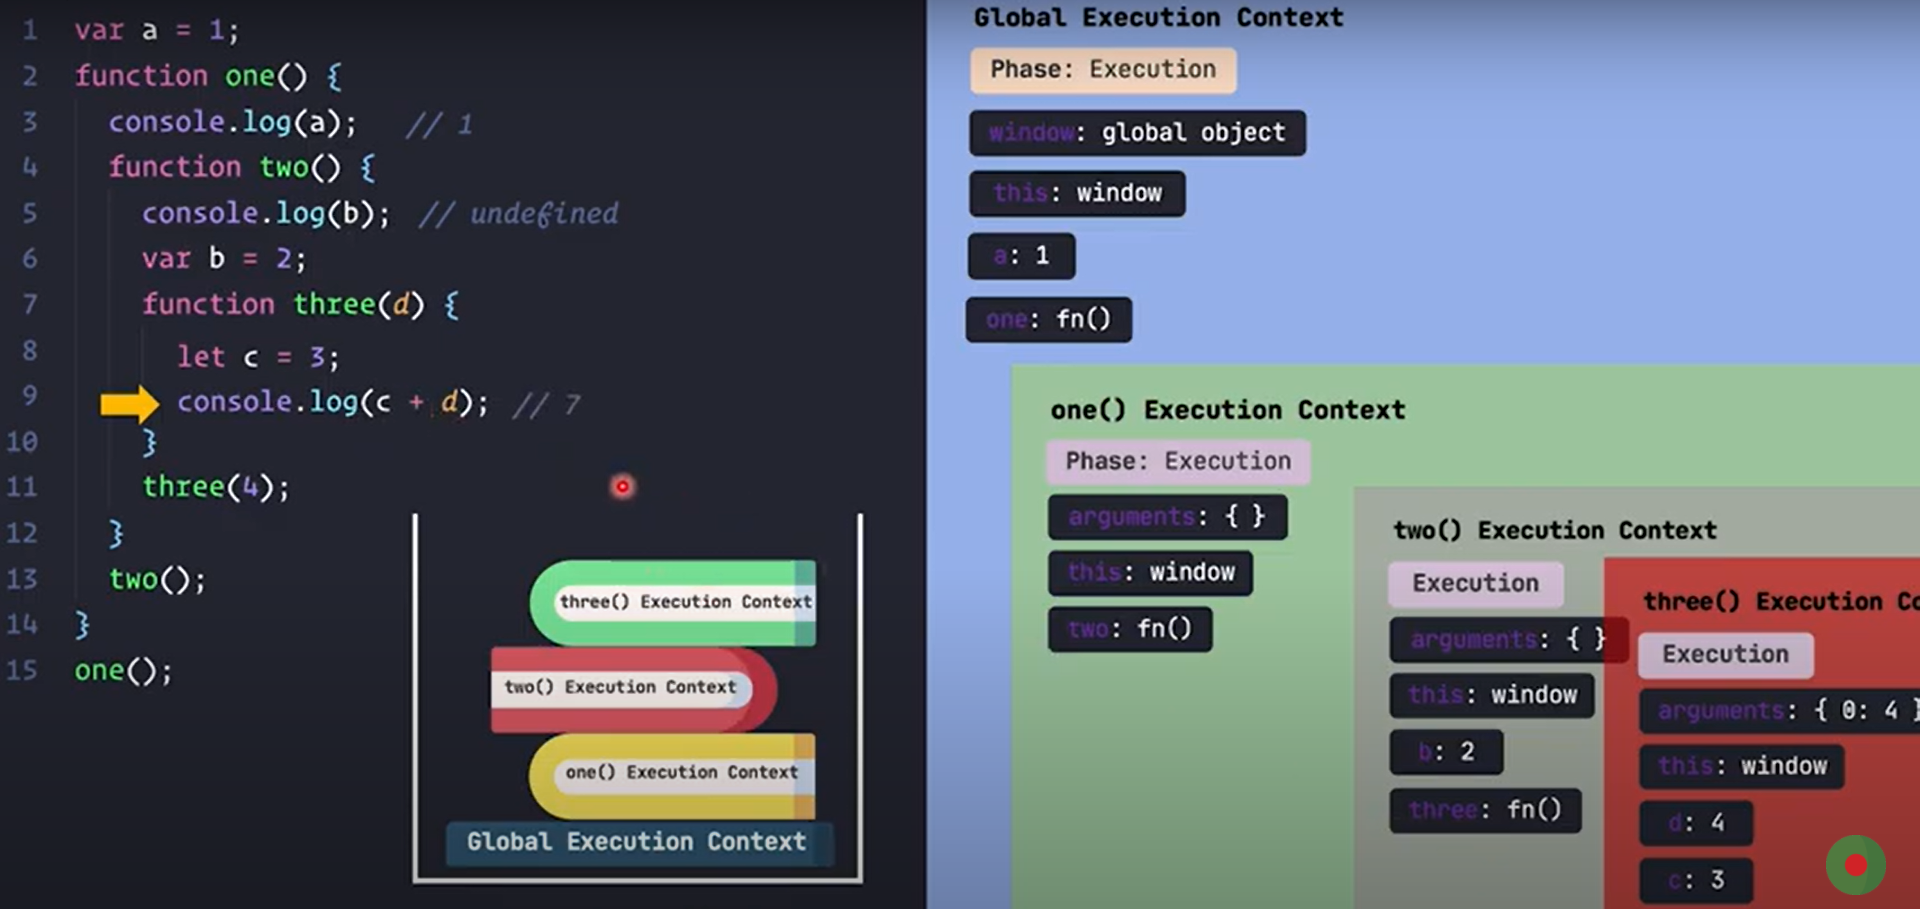 1 var a = 1;
2 function one() {
3 console.log(a); // 1
4 function two() {
5 console.log(b); // undefined
6 var b = 2;
7 function three(d) {
8 let c = 3;
9 console.log(c + d); // 7
10 }
11 three(4);
12 }
13 two();
14 }
15 one();
three() Execution Context
two() Execution Context
one() Execution Context
Global Execution Context
Global Execution Context
Phase: Execution
window: global object
this: window
a: 1
one: fn()
one() Execution Context
Phase: Execution
arguments: { }
this: window
two: fn()
two() Execution Context
Execution
arguments: { }
this: window
b: 2
three: fn()
three() Execution Co
Execution
arguments: { 0: 4 }
this: window
d: 4
c: 3